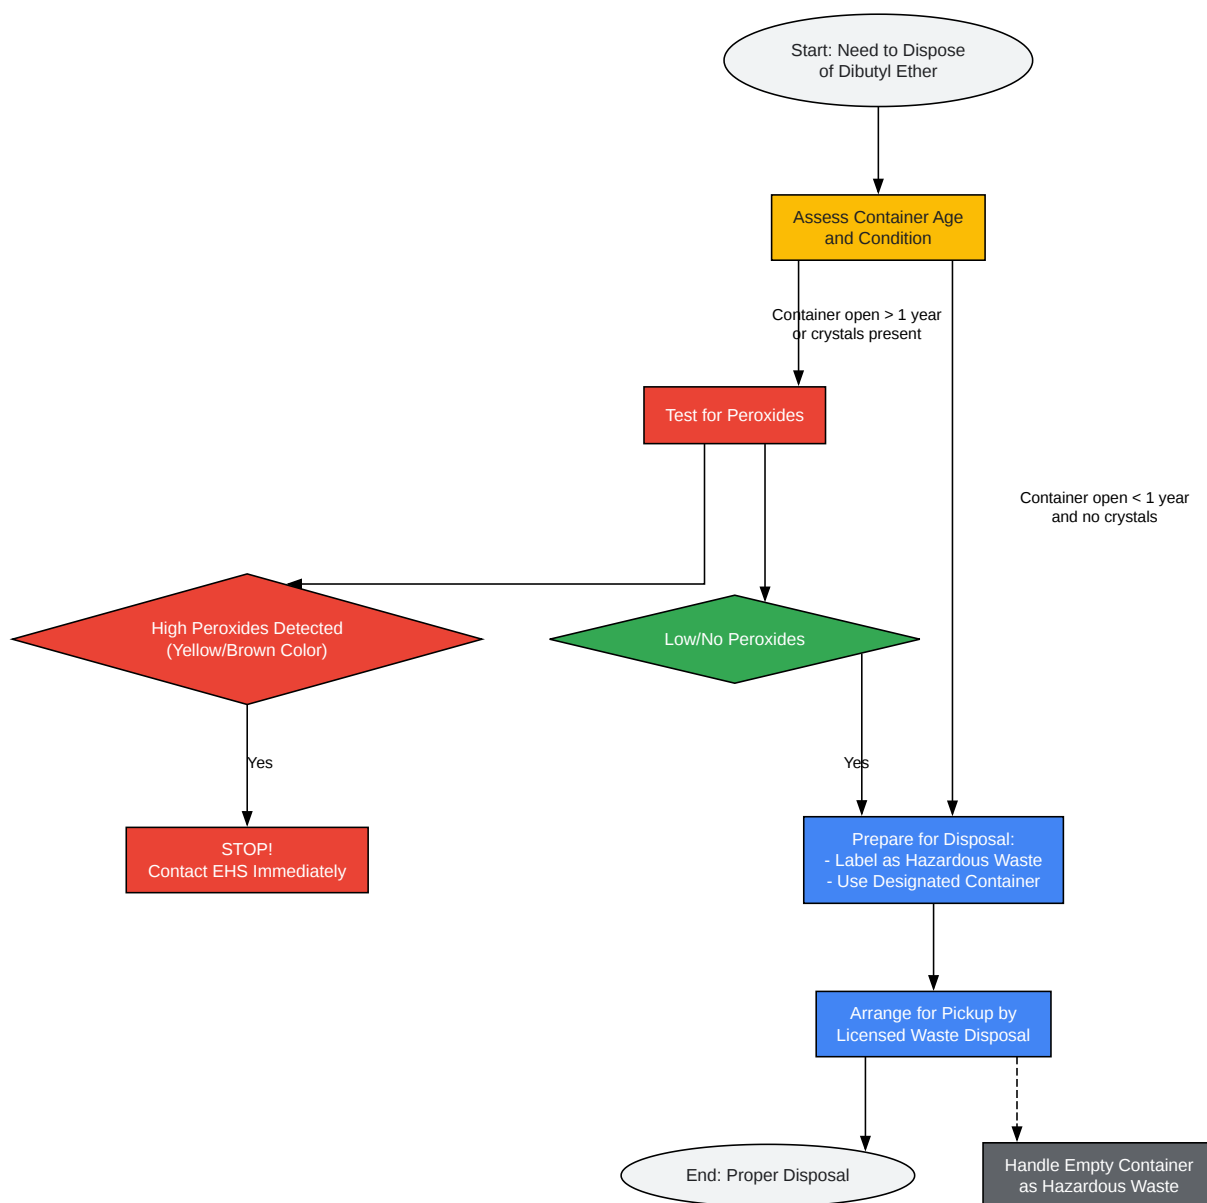 Start: Need to Dispose
of Dibutyl Ether
Assess Container Age
and Condition
Container open > 1 year
or crystals present
Test for Peroxides
Container open < 1 year
and no crystals
High Peroxides Detected
(Yellow/Brown Color)
Low/No Peroxides
Yes
Yes
STOP!
Contact EHS Immediately
Prepare for Disposal:
- Label as Hazardous Waste
- Use Designated Container
Arrange for Pickup by
Licensed Waste Disposal
End: Proper Disposal
Handle Empty Container
as Hazardous Waste